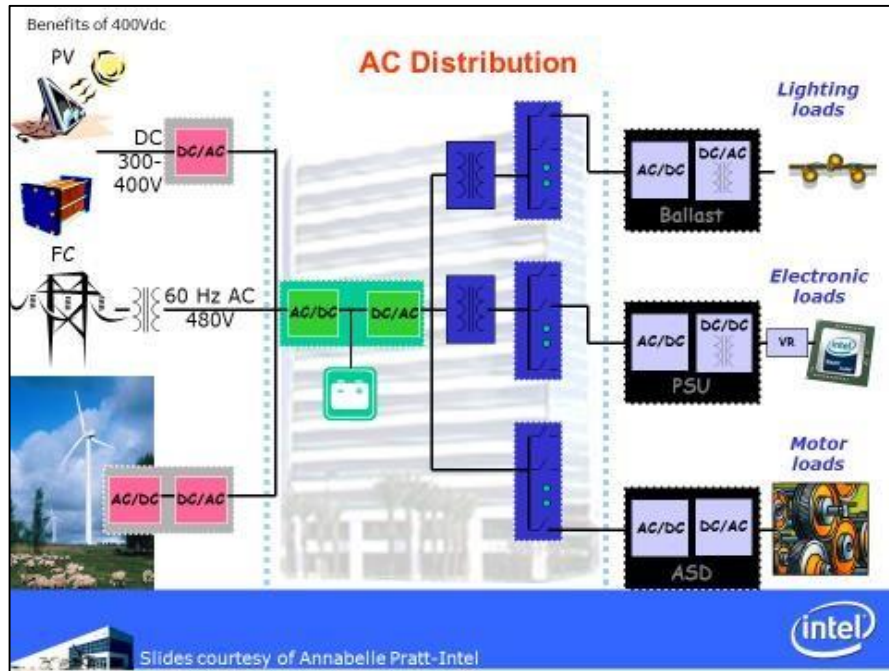 Benefits of 400Vdc
PV
AC Distribution
Lighting
loads
DC
300-
400V
DC/AC
AC/DC
DC/AC
Ballast
FC
60 Hz AC
480V
AC/DC
DC/AC
Electronic
loads
AC/DC
DC/DC
VR
intel
PSU
Motor
loads
AC/DC
DC/AC
AC/DC
DC/AC
ASD
Slides courtesy of Annabelle Pratt-Intel
intel